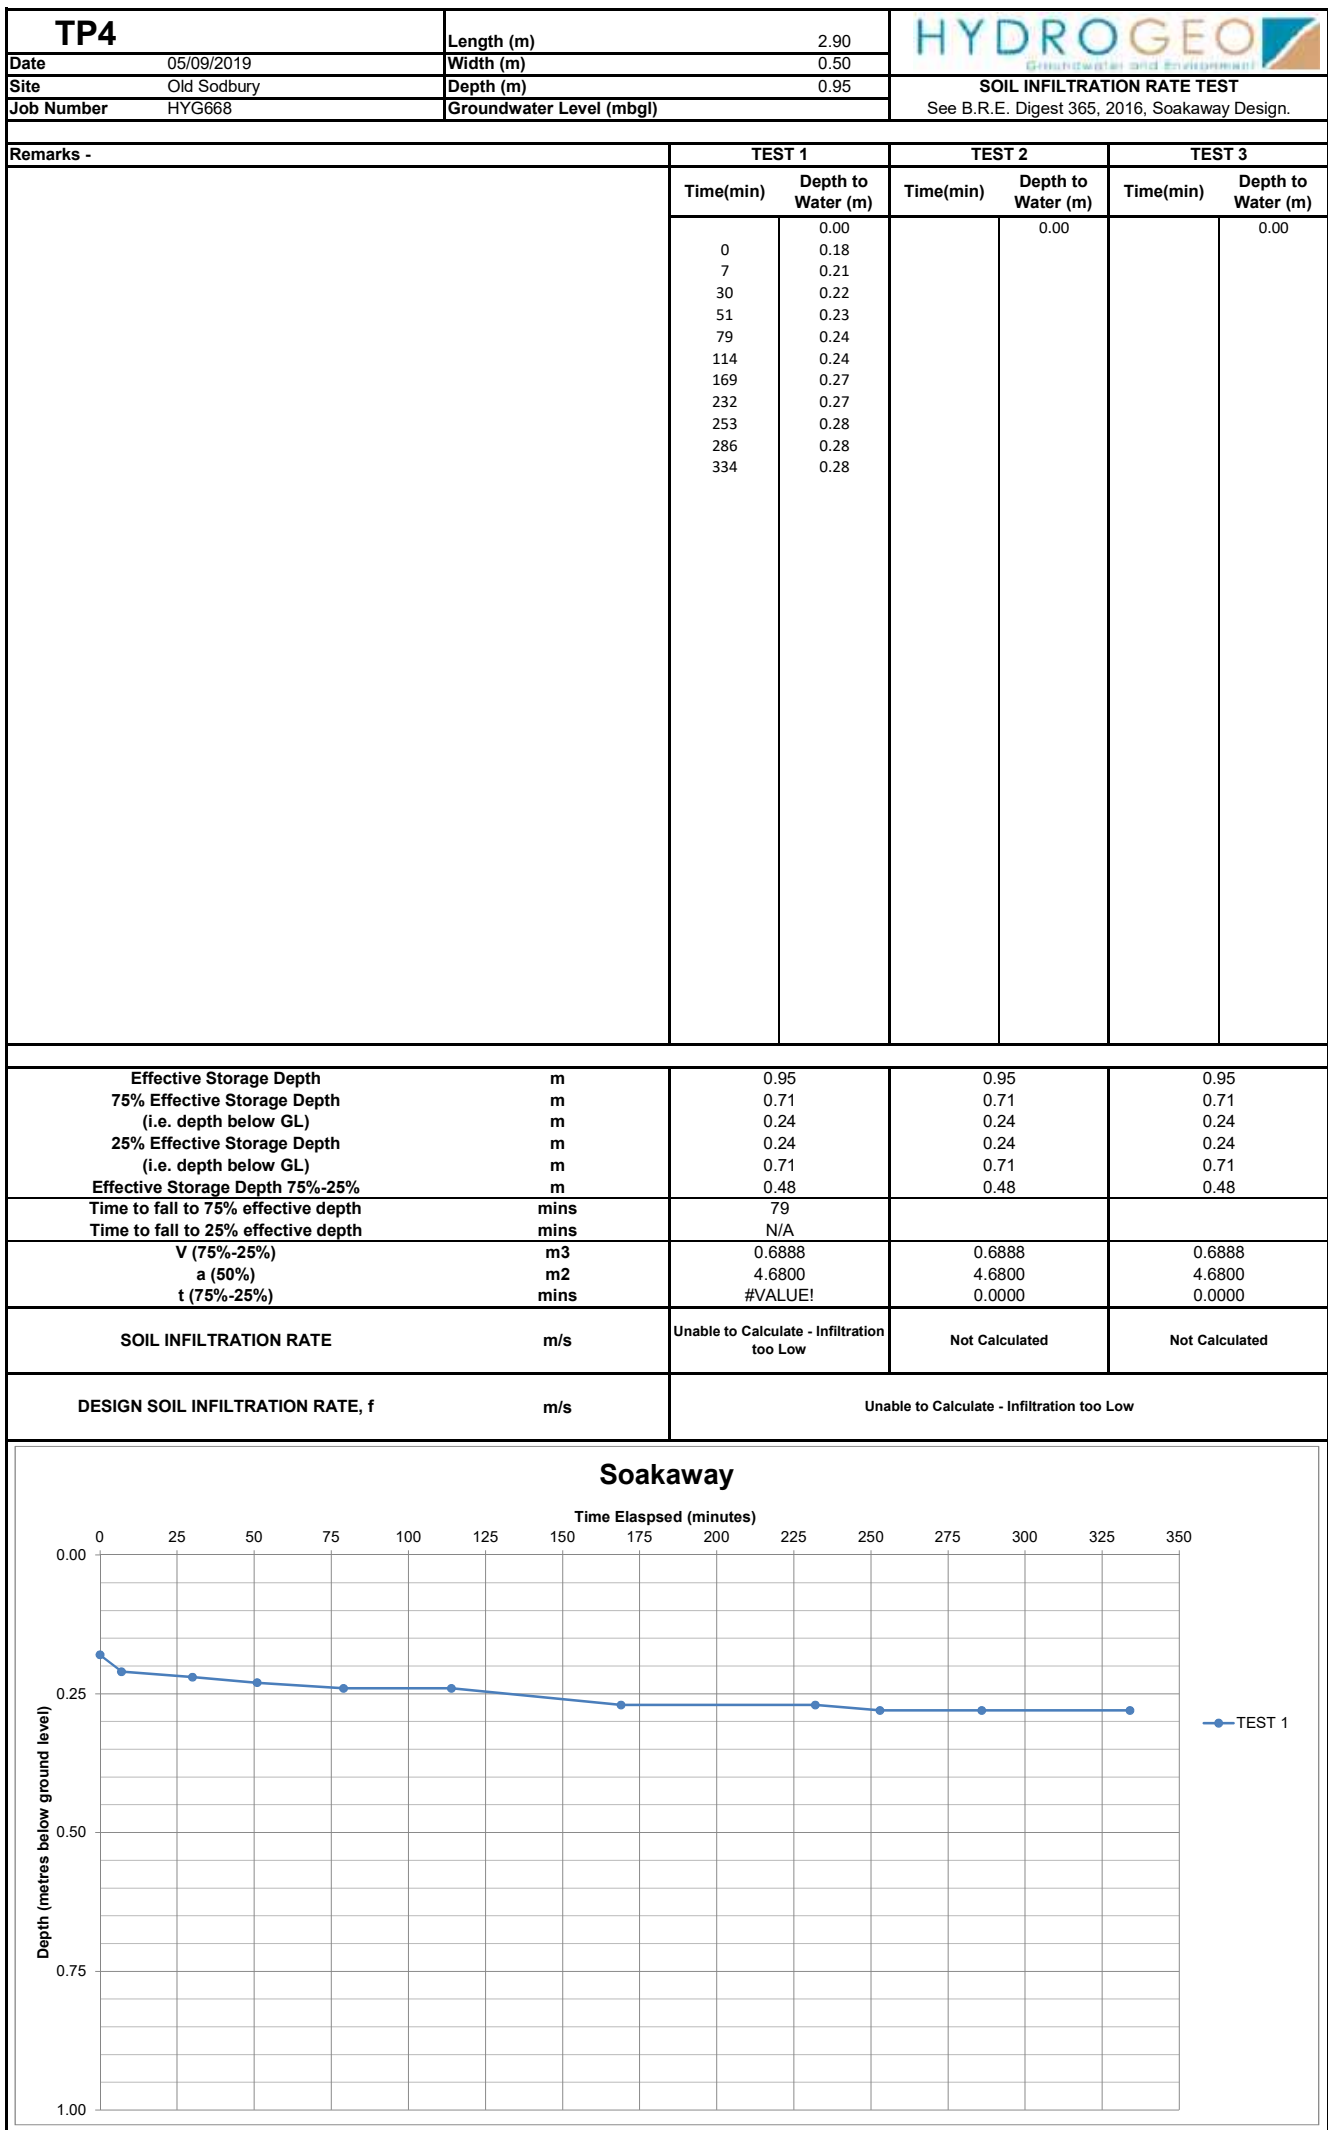 TP4
Length (m) 2.90
HYDROGEO
Groundwater and Environment
Date 05/09/2019 Width (m) 0.50
Site Old Sodbury Depth (m) 0.95 SOIL INFILTRATION RATE TEST
Job Number HYG668 Groundwater Level (mbgl) See B.R.E. Digest 365, 2016, Soakaway Design.
Remarks - TEST 1 TEST 2 TEST 3
Time(min) Depth to Water (m) Time(min) Depth to Water (m) Time(min) Depth to Water (m)
0.00 0.00 0.00
0 0.18
7 0.21
30 0.22
51 0.23
79 0.24
114 0.24
169 0.27
232 0.27
253 0.28
286 0.28
334 0.28
Effective Storage Depth m 0.95 0.95 0.95
75% Effective Storage Depth m 0.71 0.71 0.71
(i.e. depth below GL) m 0.24 0.24 0.24
25% Effective Storage Depth m 0.24 0.24 0.24
(i.e. depth below GL) m 0.71 0.71 0.71
Effective Storage Depth 75%-25% m 0.48 0.48 0.48
Time to fall to 75% effective depth mins 79
Time to fall to 25% effective depth mins N/A
V (75%-25%) m3 0.6888 0.6888 0.6888
a (50%) m2 4.6800 4.6800 4.6800
t (75%-25%) mins #VALUE! 0.0000 0.0000
SOIL INFILTRATION RATE m/s Unable to Calculate - Infiltration too Low Not Calculated Not Calculated
DESIGN SOIL INFILTRATION RATE, f m/s Unable to Calculate - Infiltration too Low
Soakaway
Time Elaspsed (minutes)
0 25 50 75 100 125 150 175 200 225 250 275 300 325 350
0.00
0.25
0.50
0.75
1.00
Depth (metres below ground level)
TEST 1